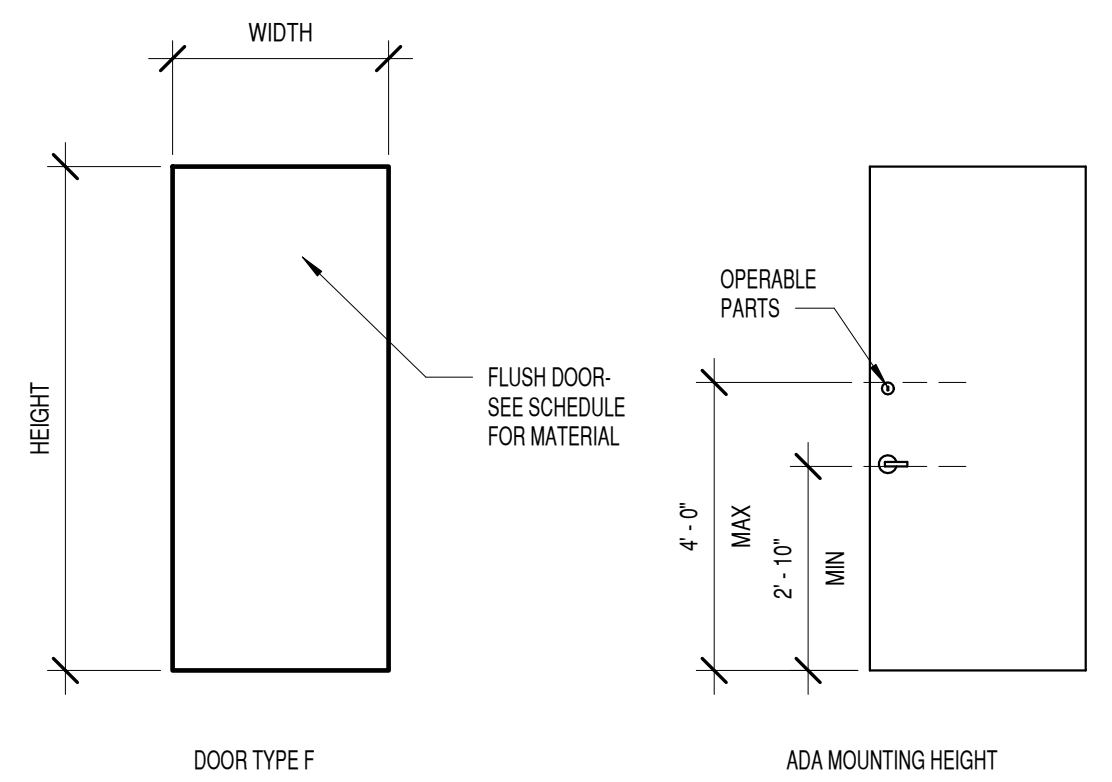 WIDTH
HEIGHT
FLUSH DOOR-
SEE SCHEDULE
FOR MATERIAL
DOOR TYPE F
OPERABLE
PARTS
4' - 0"
MAX
2' - 10"
MIN
ADA MOUNTING HEIGHT